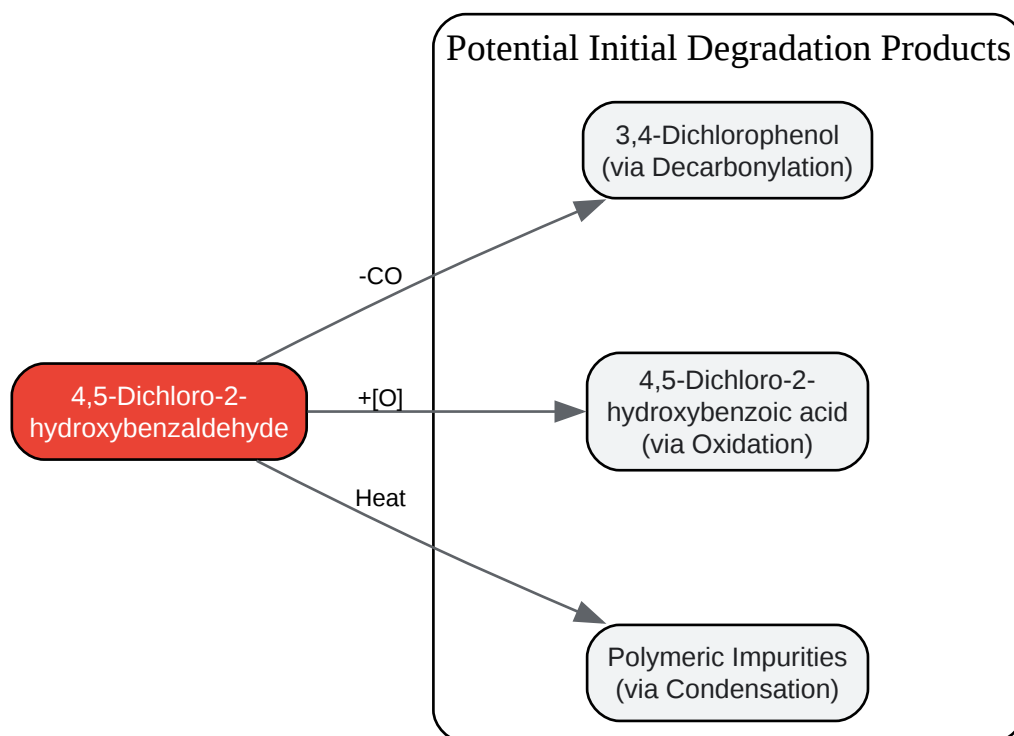 Potential Initial Degradation Products
3,4-Dichlorophenol
(via Decarbonylation)
-CO
4,5-Dichloro-2-
hydroxybenzaldehyde
+[O]
4,5-Dichloro-2-
hydroxybenzoic acid
(via Oxidation)
Heat
Polymeric Impurities
(via Condensation)